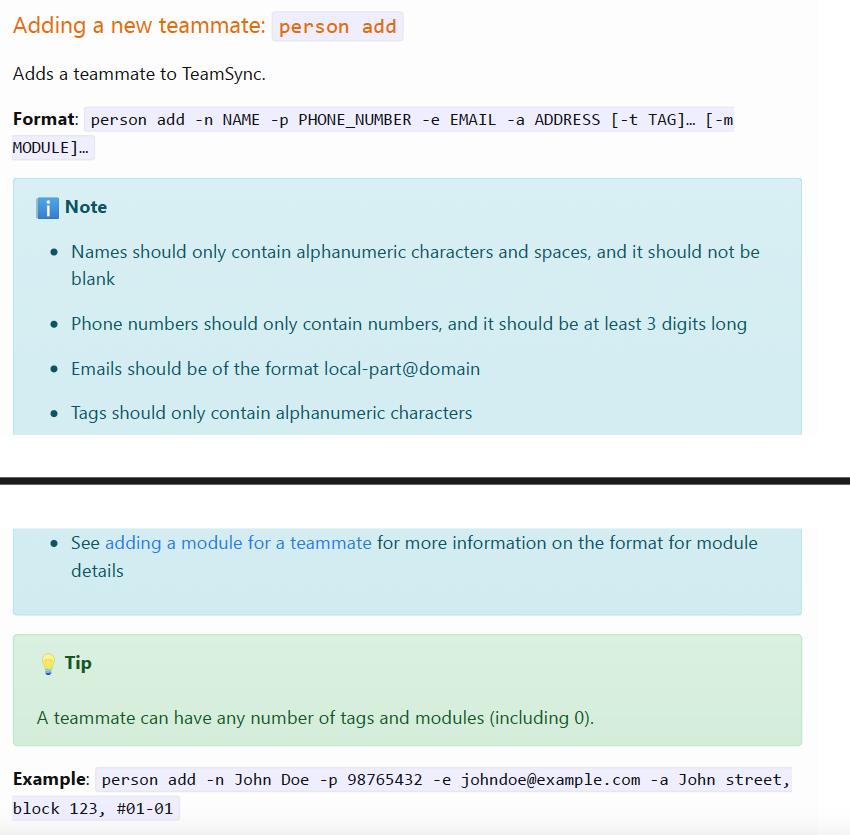 Adding a new teammate: person add
Adds a teammate to TeamSync.
Format: person add -n NAME -p PHONE_NUMBER -e EMAIL -a ADDRESS [-t TAG]… [-m
MODULE]…
Note
Names should only contain alphanumeric characters and spaces, and it should not be
blank
Phone numbers should only contain numbers, and it should be at least 3 digits long
Emails should be of the format local-part@domain
Tags should only contain alphanumeric characters
See adding a module for a teammate for more information on the format for module
details
Tip
A teammate can have any number of tags and modules (including 0).
Example: person add -n John Doe -p 98765432 -e johndoe@example.com -a John street,
block 123, #01-01